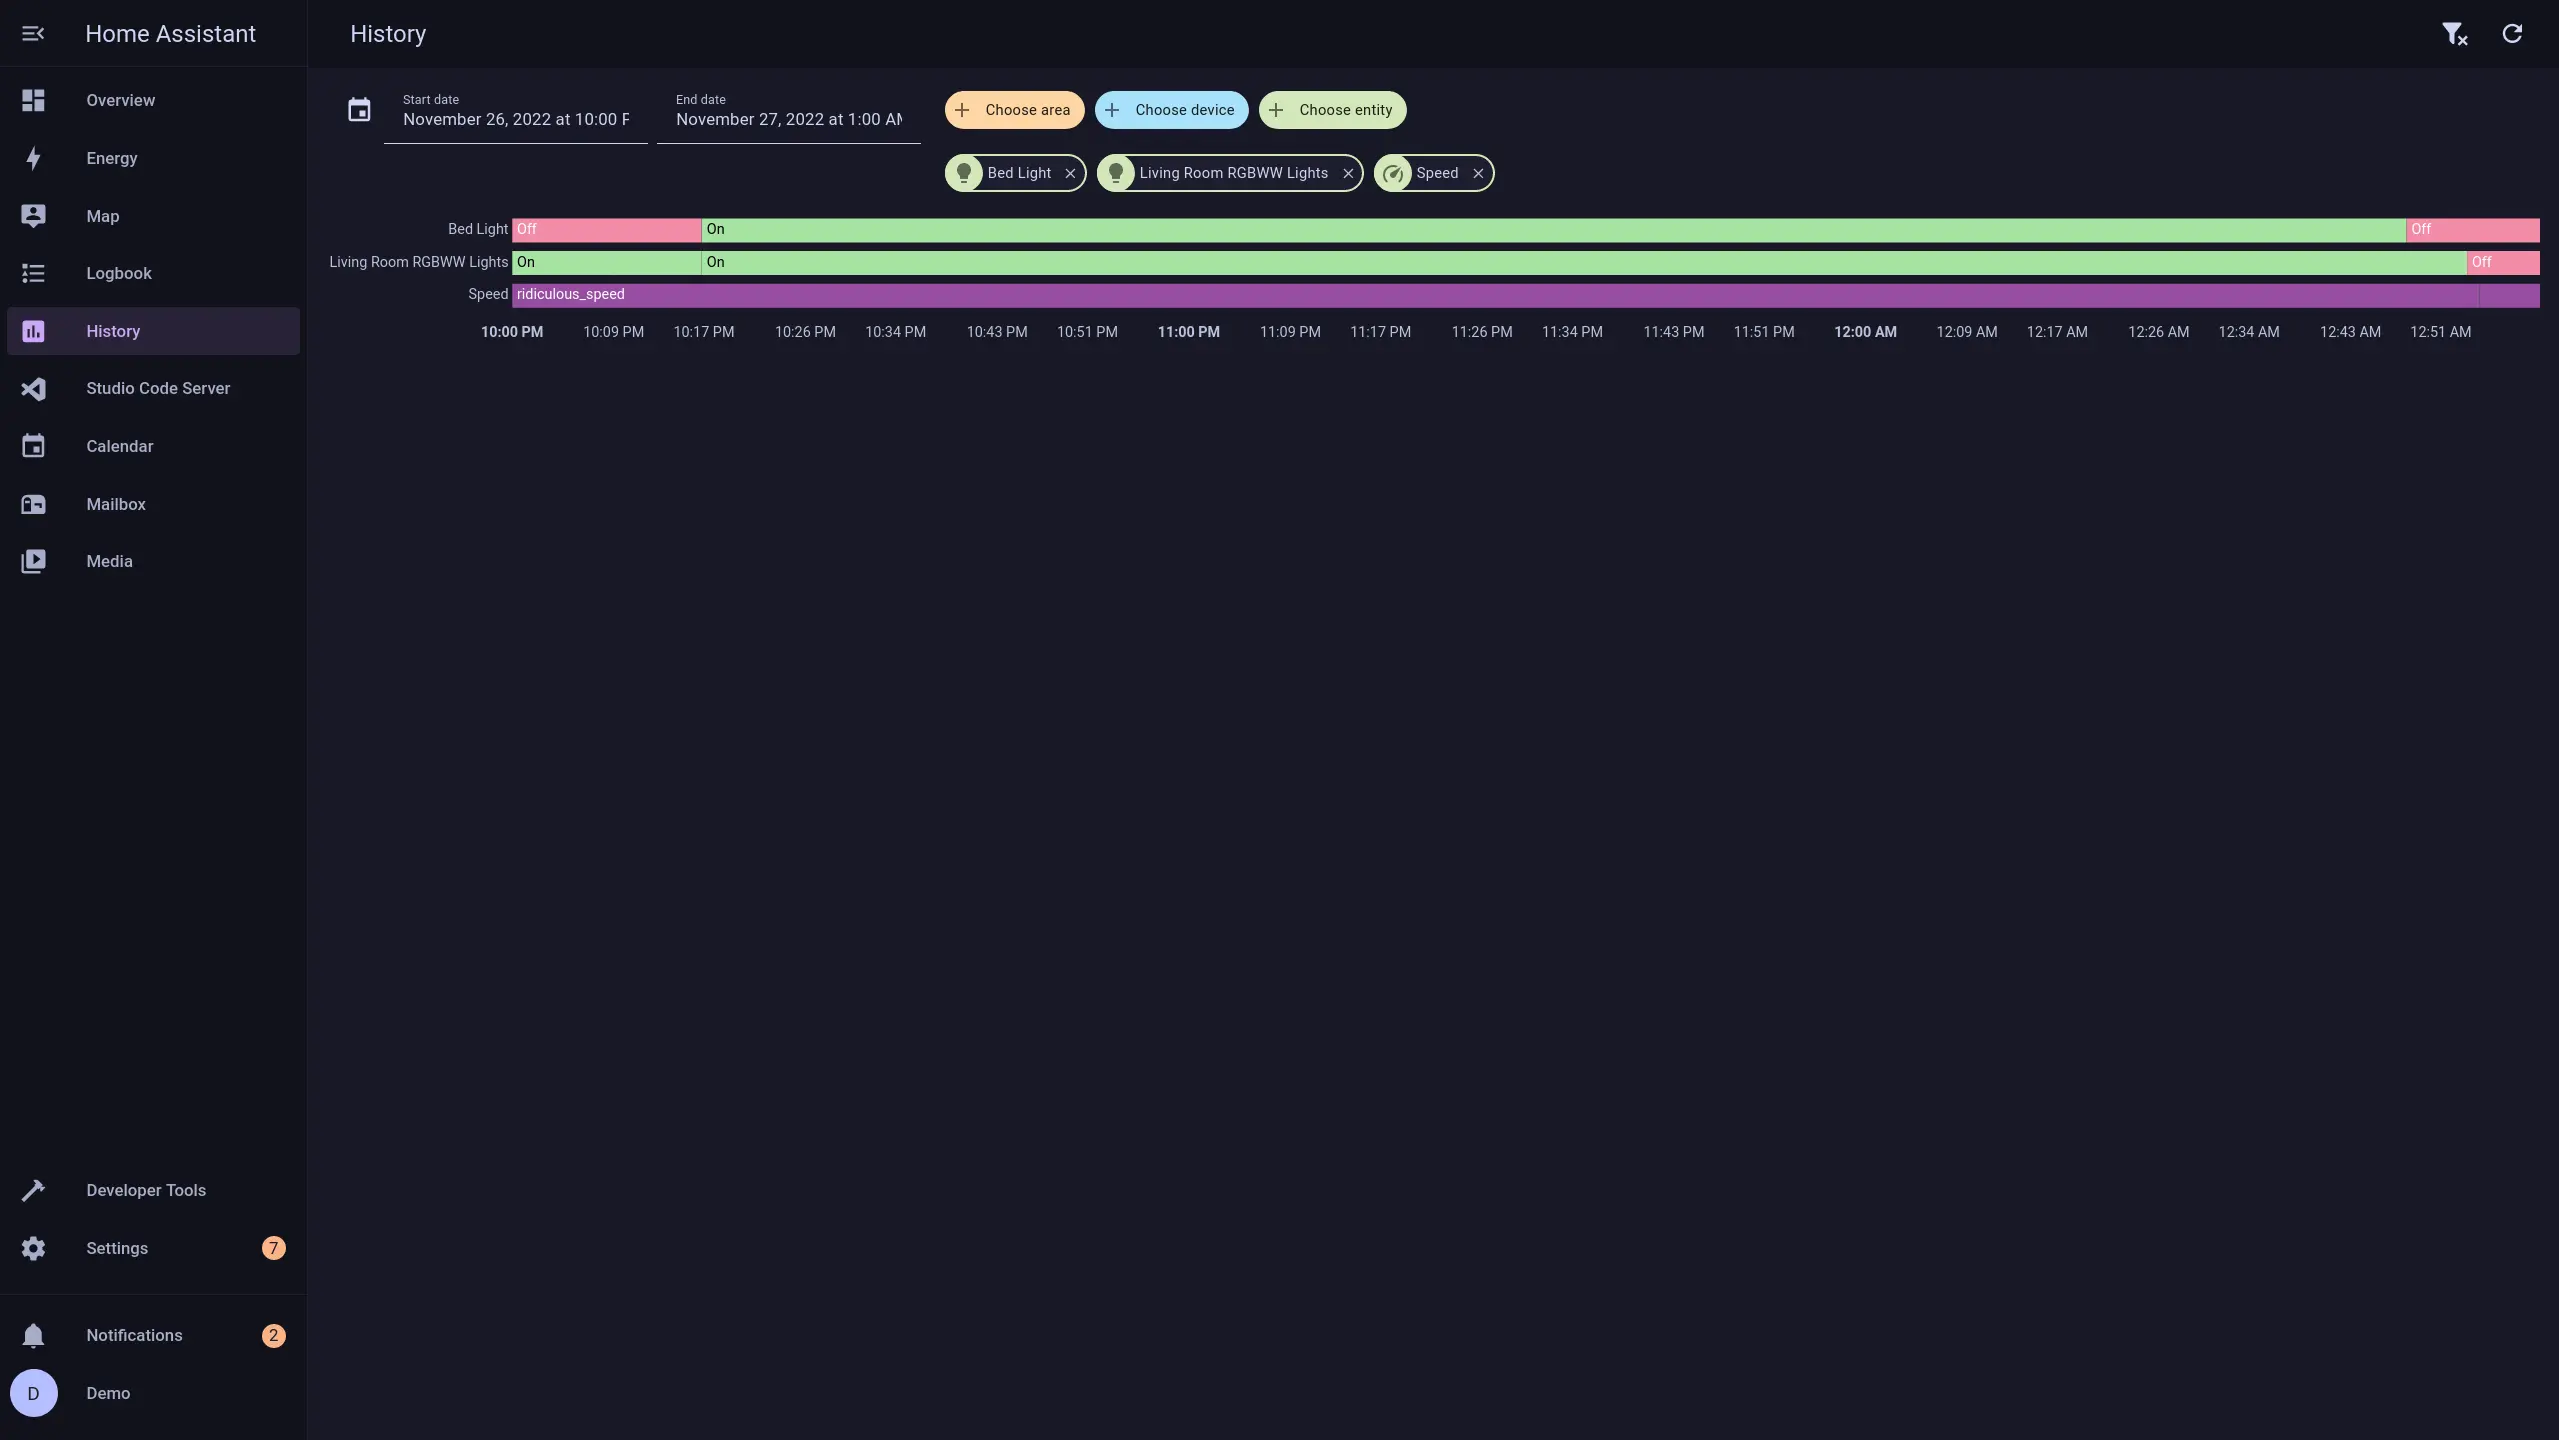 Home Assistant
Overview
Energy
Map
Logbook
History
Studio Code Server
Calendar
Mailbox
Media
Developer Tools
Settings 7
Notifications 2
D Demo
History
Start date
November 26, 2022 at 10:00 P
End date
November 27, 2022 at 1:00 AM
Choose area Choose device Choose entity
Bed Light Living Room RGBWW Lights Speed
Bed Light Off On Off
Living Room RGBWW Lights On On Off
Speed ridiculous_speed
10:00 PM 10:09 PM 10:17 PM 10:26 PM 10:34 PM 10:43 PM 10:51 PM 11:00 PM 11:09 PM 11:17 PM 11:26 PM 11:34 PM 11:43 PM 11:51 PM 12:00 AM 12:09 AM 12:17 AM 12:26 AM 12:34 AM 12:43 AM 12:51 AM